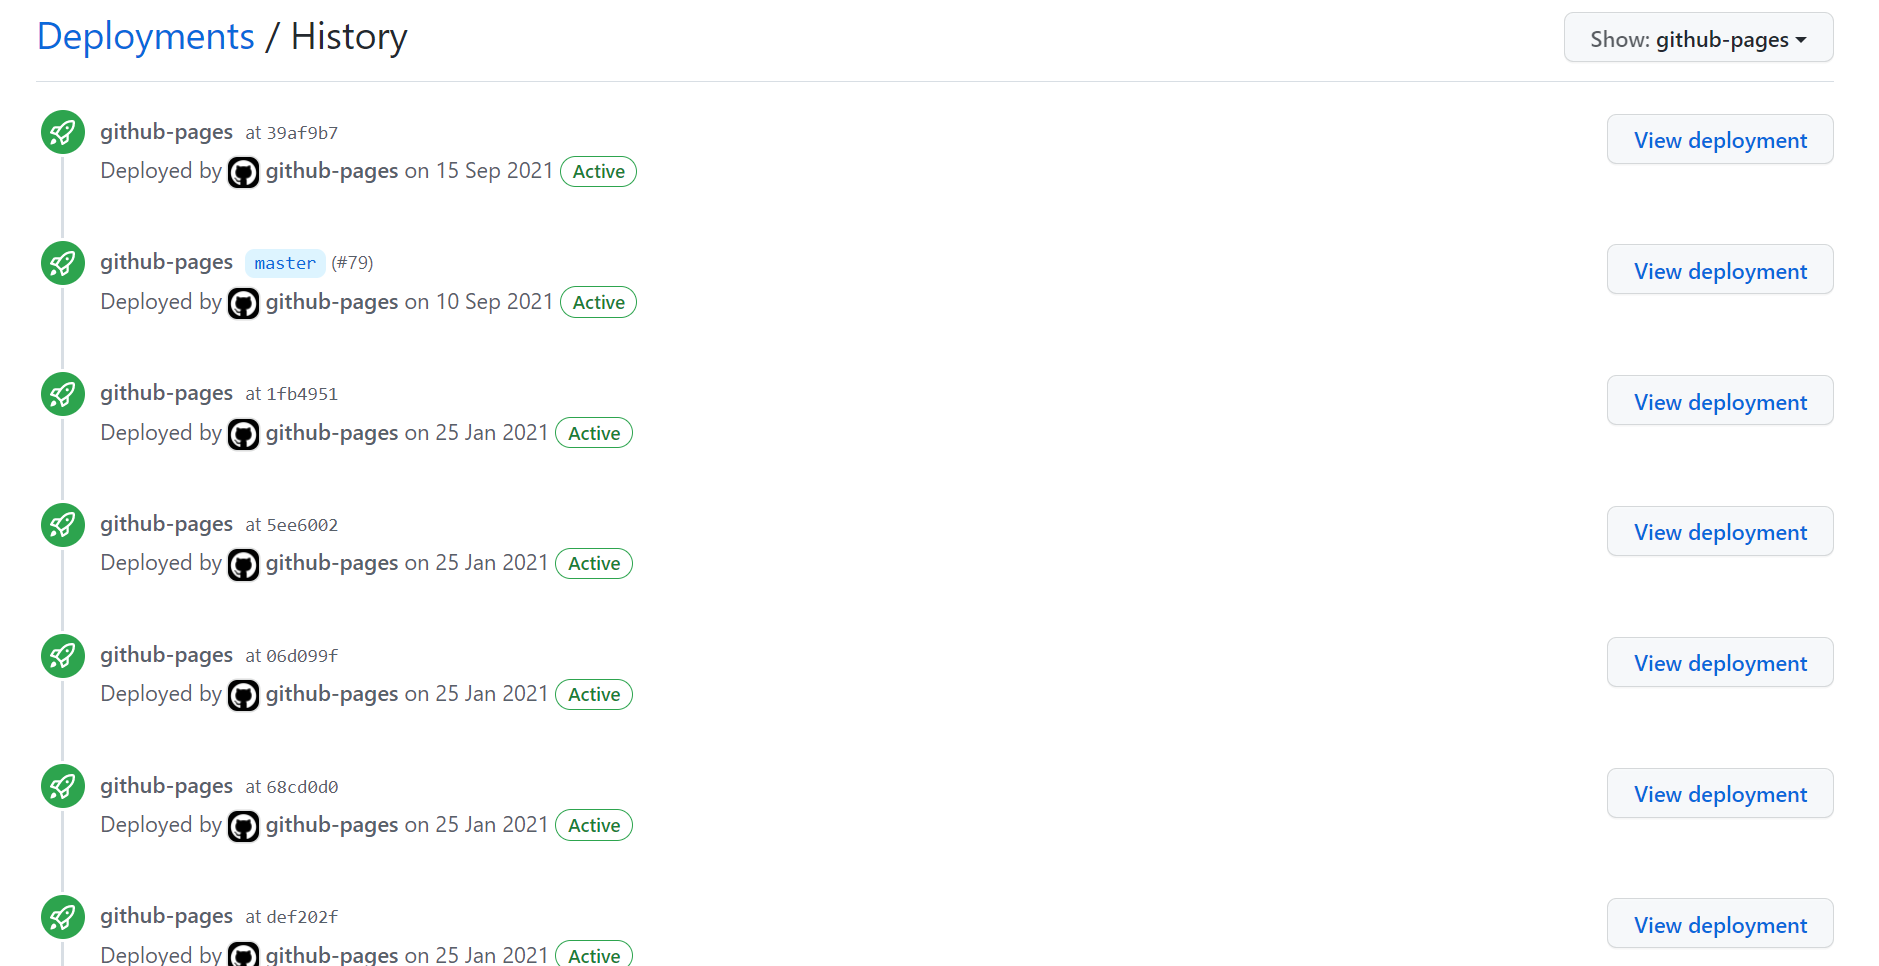 Deployments / History
Show: github-pages
github-pages at 39af9b7
View deployment
Deployed by github-pages on 15 Sep 2021 Active
github-pages master (#79)
View deployment
Deployed by github-pages on 10 Sep 2021 Active
github-pages at 1fb4951
View deployment
Deployed by github-pages on 25 Jan 2021 Active
github-pages at 5ee6002
View deployment
Deployed by github-pages on 25 Jan 2021 Active
github-pages at 06d099f
View deployment
Deployed by github-pages on 25 Jan 2021 Active
github-pages at 68cd0d0
View deployment
Deployed by github-pages on 25 Jan 2021 Active
github-pages at def202f
View deployment
Deployed by github-pages on 25 Jan 2021 Active